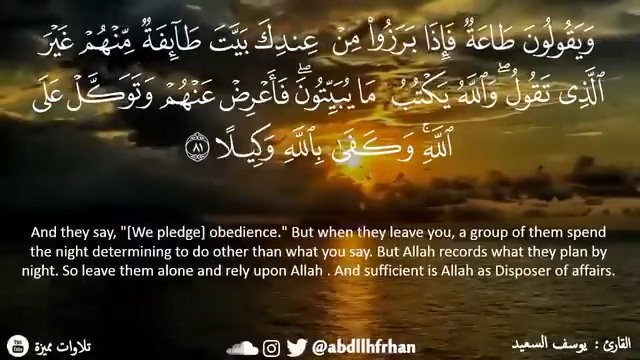 وَيَقُولُونَ طَاعَةٌ فَإِذَا بَرَزُوا۟ مِنْ عِندِكَ بَيَّتَ طَآئِفَةٌ مِّنْهُمْ غَيْرَ
ٱلَّذِى تَقُولُ ۖ وَٱللَّهُ يَكْتُبُ مَا يُبَيِّتُونَ ۖ فَأَعْرِضْ عَنْهُمْ وَتَوَكَّلْ عَلَى
ٱللَّهِ ۚ وَكَفَىٰ بِٱللَّهِ وَكِيلًا ٨١
And they say, "[We pledge] obedience." But when they leave you, a group of them spend
the night determining to do other than what you say. But Allah records what they plan by
night. So leave them alone and rely upon Allah . And sufficient is Allah as Disposer of affairs.
القارئ : يوسف السعيد
@abdllhfrhan
تلاوات مميزة
You Tube